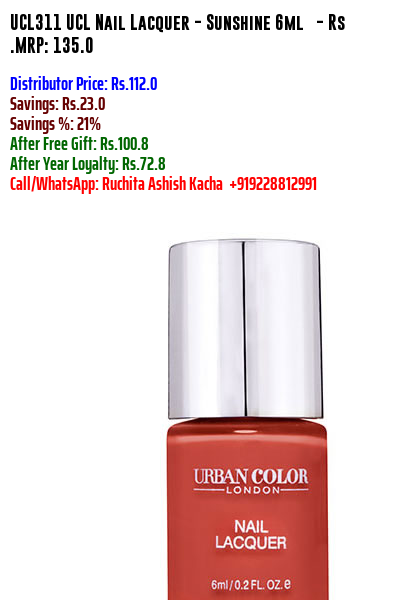 UCL311 UCL Nail Lacquer - Sunshine 6ml - Rs
.MRP: 135.0
Distributor Price: Rs.112.0
Savings: Rs.23.0
Savings %: 21%
After Free Gift: Rs.100.8
After Year Loyalty: Rs.72.8
Call/WhatsApp: Ruchita Ashish Kacha +919228812991
URBAN COLOR
LONDON
NAIL
LACQUER
6ml/0.2 FL. OZ. e